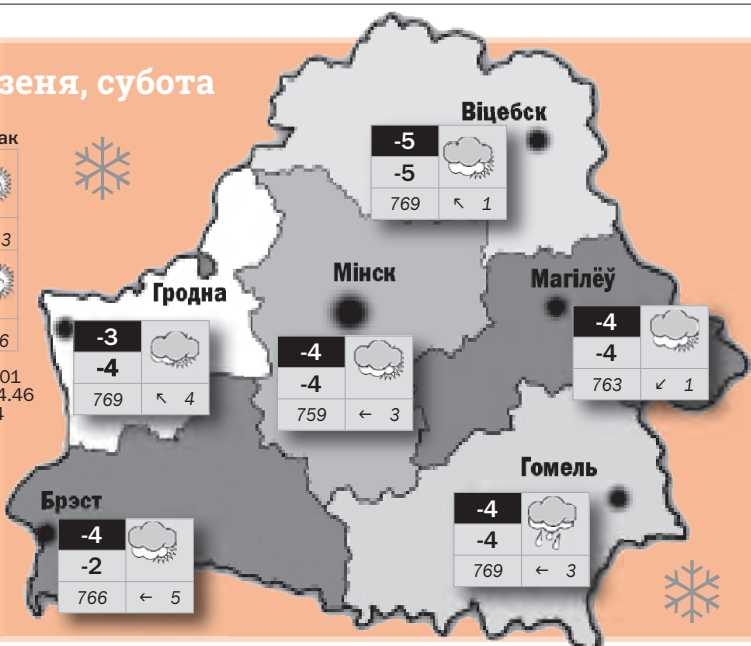 зеня, субота
ак
3
6
01
4.46
4
Віцебск
-5
-5
769 ↖ 1
Мінск
-4
-4
759 ← 3
Магілёў
-4
-4
763 ↙ 1
Гродна
-3
-4
769 ↖ 4
Гомель
-4
-4
769 ← 3
Брэст
-4
-2
766 ← 5